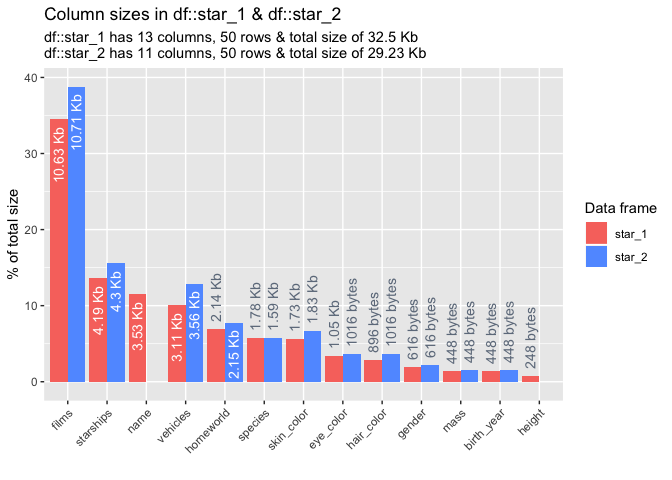 Column sizes in df::star_1 & df::star_2
df::star_1 has 13 columns, 50 rows & total size of 32.5 Kb
df::star_2 has 11 columns, 50 rows & total size of 29.23 Kb
% of total size
40
30
20
10
0
10.63 Kb
10.71 Kb
4.19 Kb
4.3 Kb
3.53 Kb
3.11 Kb
3.56 Kb
2.14 Kb
2.15 Kb
1.78 Kb
1.59 Kb
1.73 Kb
1.83 Kb
1.05 Kb
1016 bytes
896 bytes
1016 bytes
616 bytes
616 bytes
448 bytes
448 bytes
448 bytes
448 bytes
248 bytes
films
starships
name
vehicles
homeworld
species
skin_color
eye_color
hair_color
gender
mass
birth_year
height
Data frame
star_1
star_2